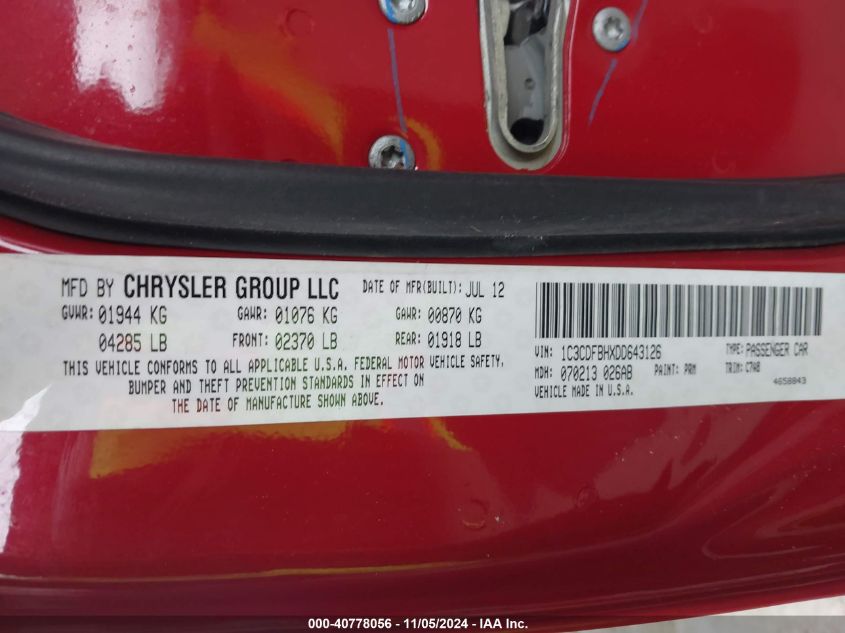 MFD BY CHRYSLER GROUP LLC DATE OF MFR(BUILT): JUL 12
GVWR: 01944 KG GAWR: 01076 KG GAWR: 00870 KG
04285 LB FRONT: 02370 LB REAR: 01918 LB
THIS VEHICLE CONFORMS TO ALL APPLICABLE U.S.A. FEDERAL MOTOR VEHICLE SAFETY,
BUMPER AND THEFT PREVENTION STANDARDS IN EFFECT ON
THE DATE OF MANUFACTURE SHOWN ABOVE.
VIN: 1C3CDFBHXDD643126 TYPE: PASSENGER CAR
MDH: 070213 026AB PAINT: PRM TRIM: C7A8
VEHICLE MADE IN U.S.A. 4658843
000-40778056 - 11/05/2024 - IAA Inc.